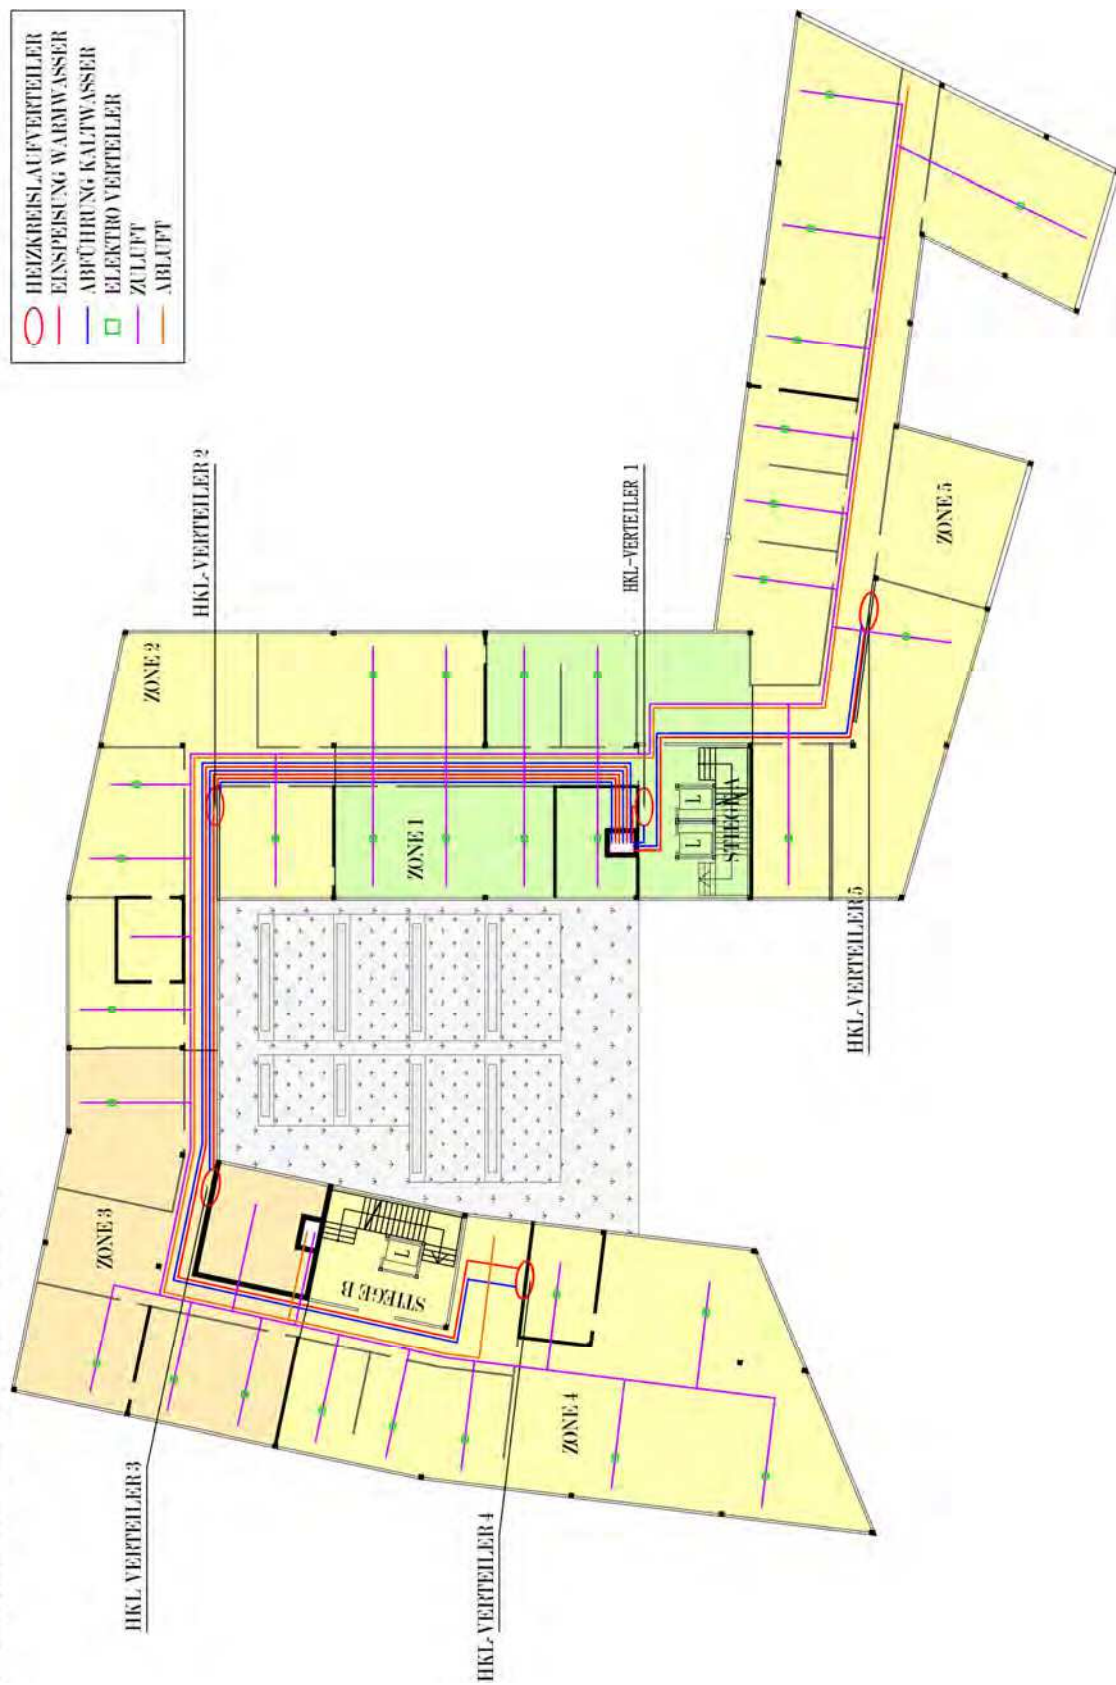 HEIZKREISLAUFVERTEILER
EINSPEISUNG WARMWASSER
ABFÜHRUNG KALTWASSER
ELEKTRO VERTEILER
ZULUFT
ABLUFT
HKL-VERTEILER 2
HKL-VERTEILER 1
ZONE 2
ZONE 5
ZONE 1
L
L
STIEGE A
HKL-VERTEILER 5
ZONE 3
L
STIEGE B
ZONE 4
HKL VERTEILER 3
HKL-VERTEILER 4